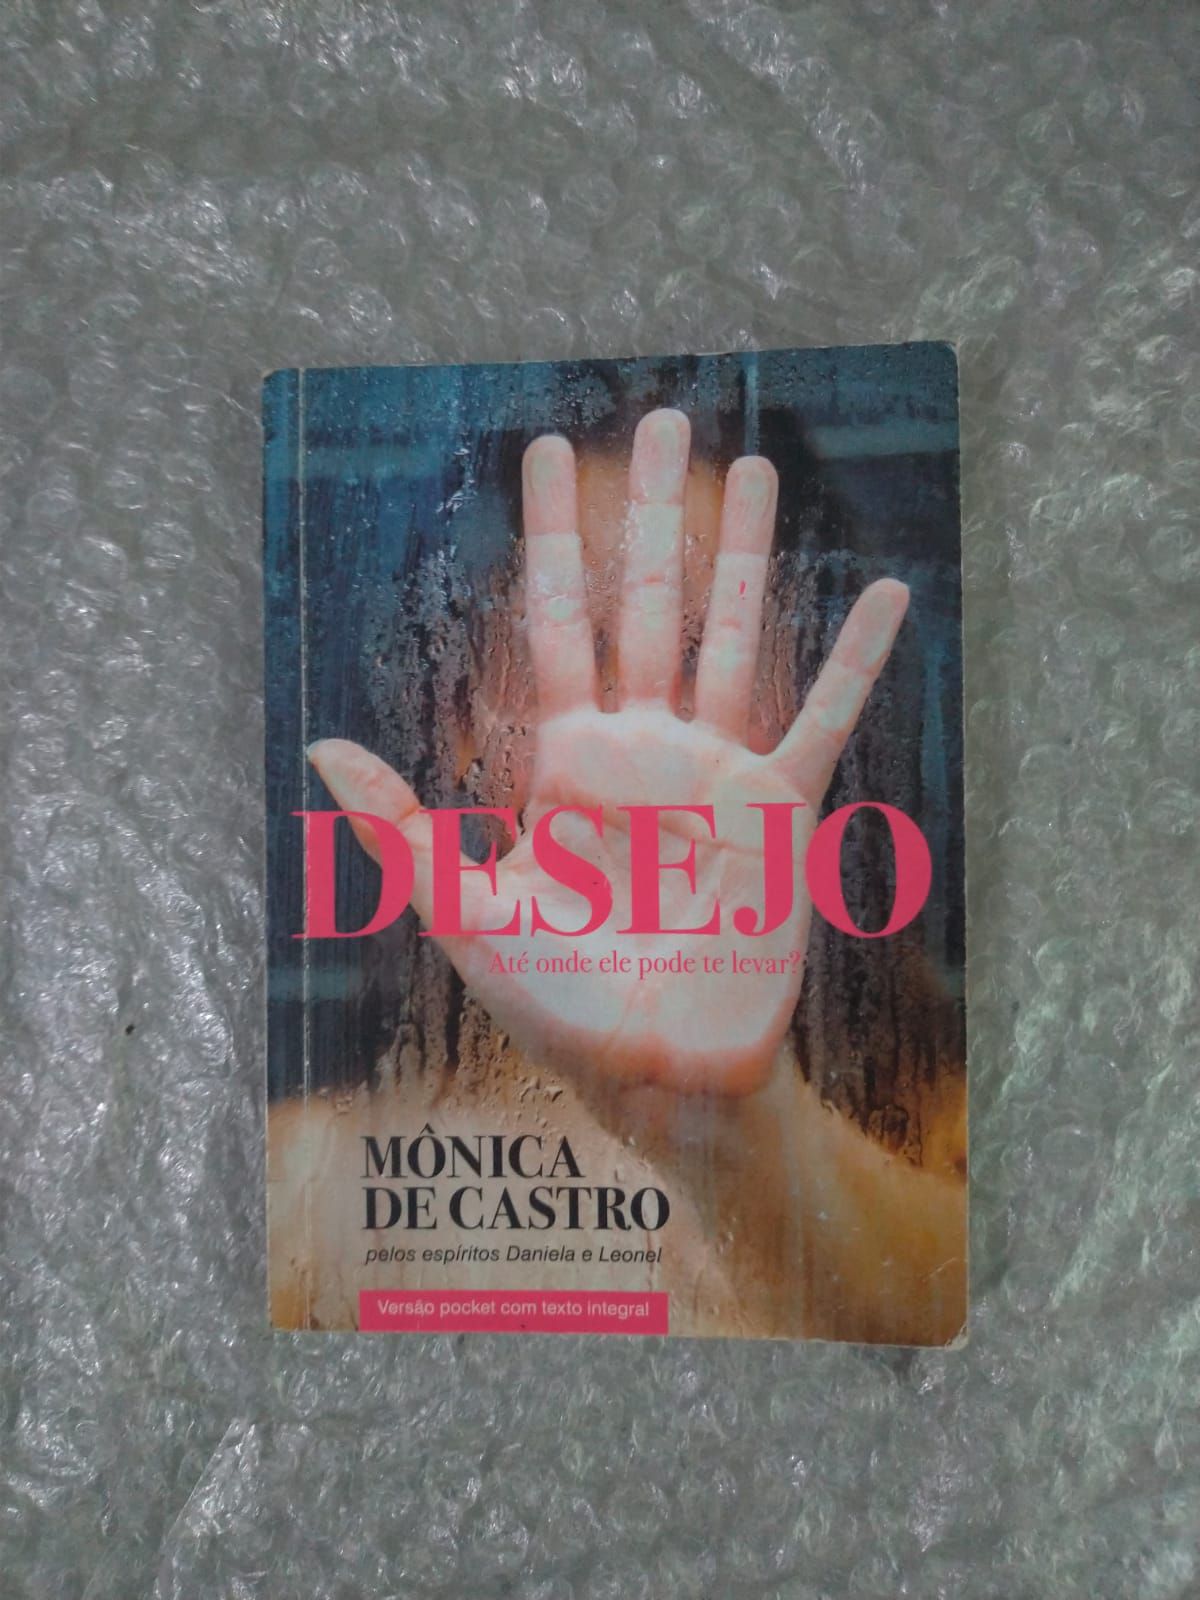 DESEJO
Até onde ele pode te levar?
MÔNICA
DE CASTRO
pelos espíritos Daniela e Leonel
Versão pocket com texto integral